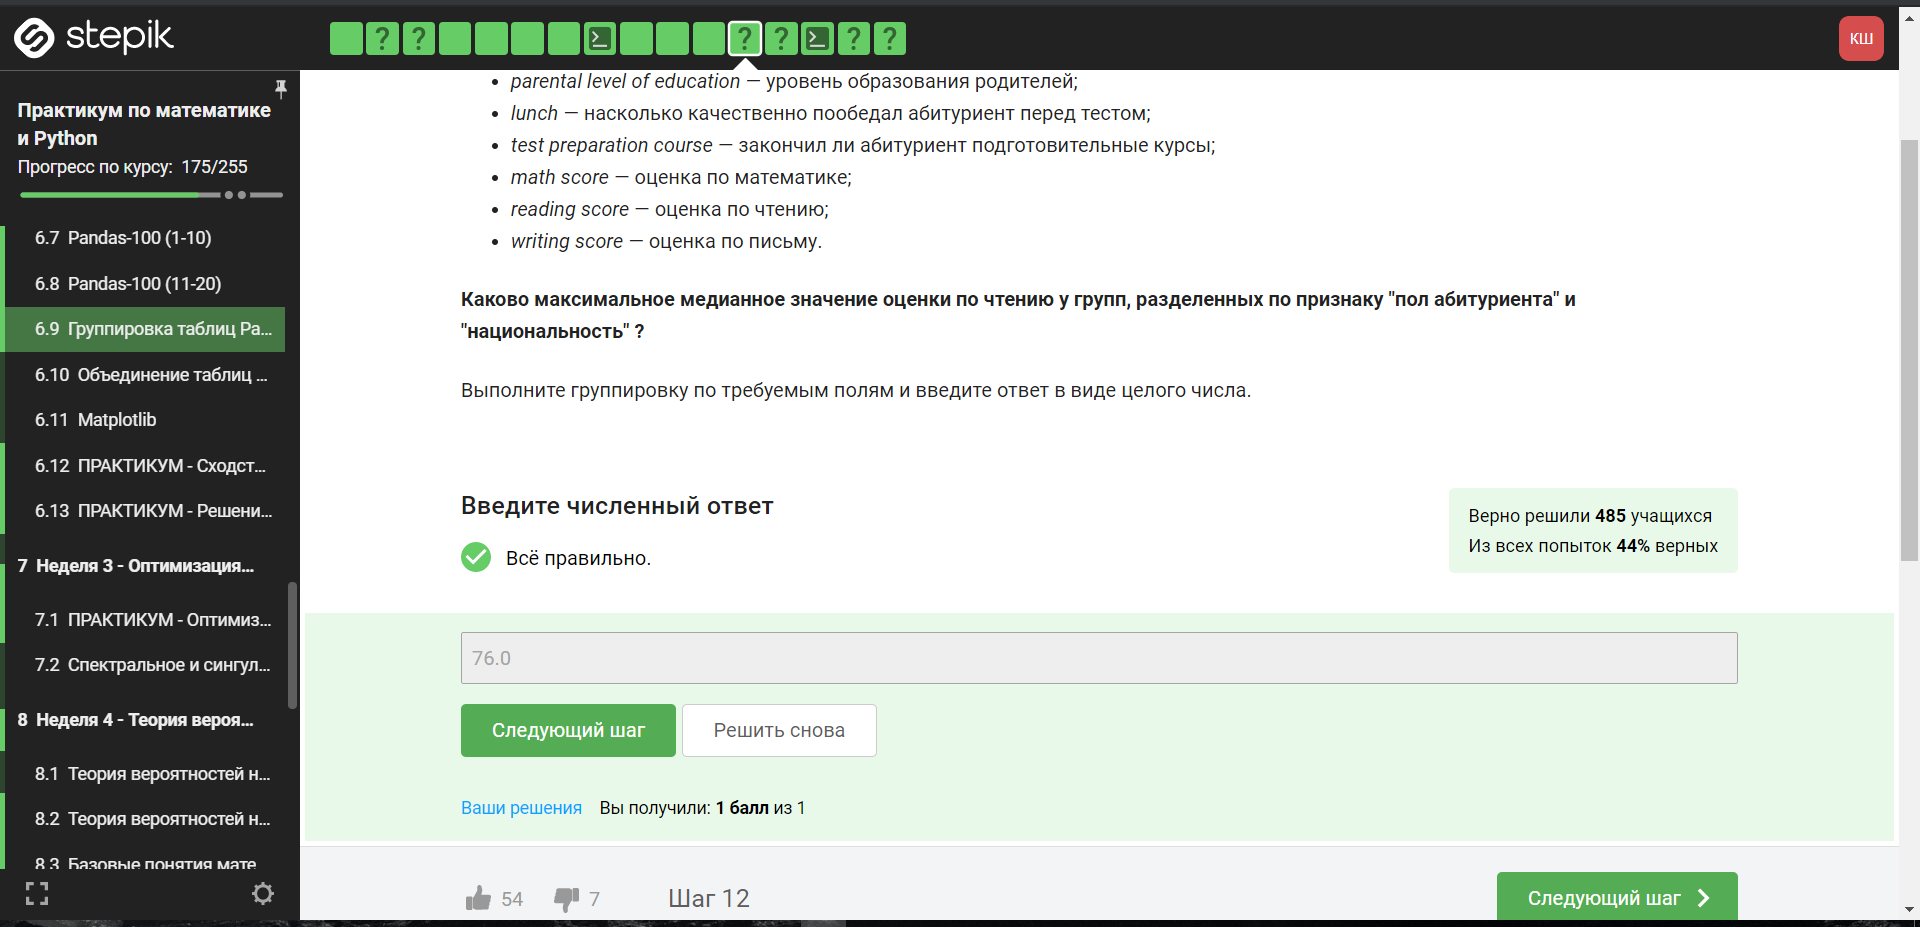 stepik
? ? ? ? ? ?
КШ
Практикум по математике
и Python
Прогресс по курсу: 175/255
6.7 Pandas-100 (1-10)
6.8 Pandas-100 (11-20)
6.9 Группировка таблиц Pa...
6.10 Объединение таблиц ...
6.11 Matplotlib
6.12 ПРАКТИКУМ - Сходст...
6.13 ПРАКТИКУМ - Решени...
7 Неделя 3 - Оптимизация...
7.1 ПРАКТИКУМ - Оптимиз...
7.2 Спектральное и сингул...
8 Неделя 4 - Теория вероя...
8.1 Теория вероятностей н...
8.2 Теория вероятностей н...
8.3 Базовые понятия мате
parental level of education — уровень образования родителей;
lunch — насколько качественно пообедал абитуриент перед тестом;
test preparation course — закончил ли абитуриент подготовительные курсы;
math score — оценка по математике;
reading score — оценка по чтению;
writing score — оценка по письму.
Каково максимальное медианное значение оценки по чтению у групп, разделенных по признаку "пол абитуриента" и
"национальность" ?
Выполните группировку по требуемым полям и введите ответ в виде целого числа.
Введите численный ответ
Всё правильно.
Верно решили 485 учащихся
Из всех попыток 44% верных
76.0
Следующий шаг
Решить снова
Ваши решения Вы получили: 1 балл из 1
54 7 Шаг 12
Следующий шаг